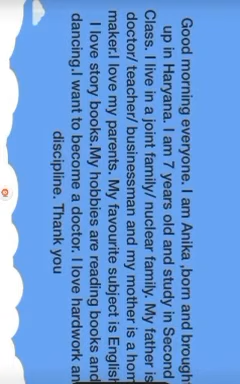 Good morning everyone. I am Anika ,born and brought
up in Haryana. I am 7 years old and study in Second
Class. I live in a joint family/ nuclear family. My father is
doctor/ teacher/ businessman and my mother is a hom
maker.I love my parents. My favourite subject is English
I love story books.My hobbies are reading books and
dancing.I want to become a doctor. I love hardwork an
discipline. Thank you